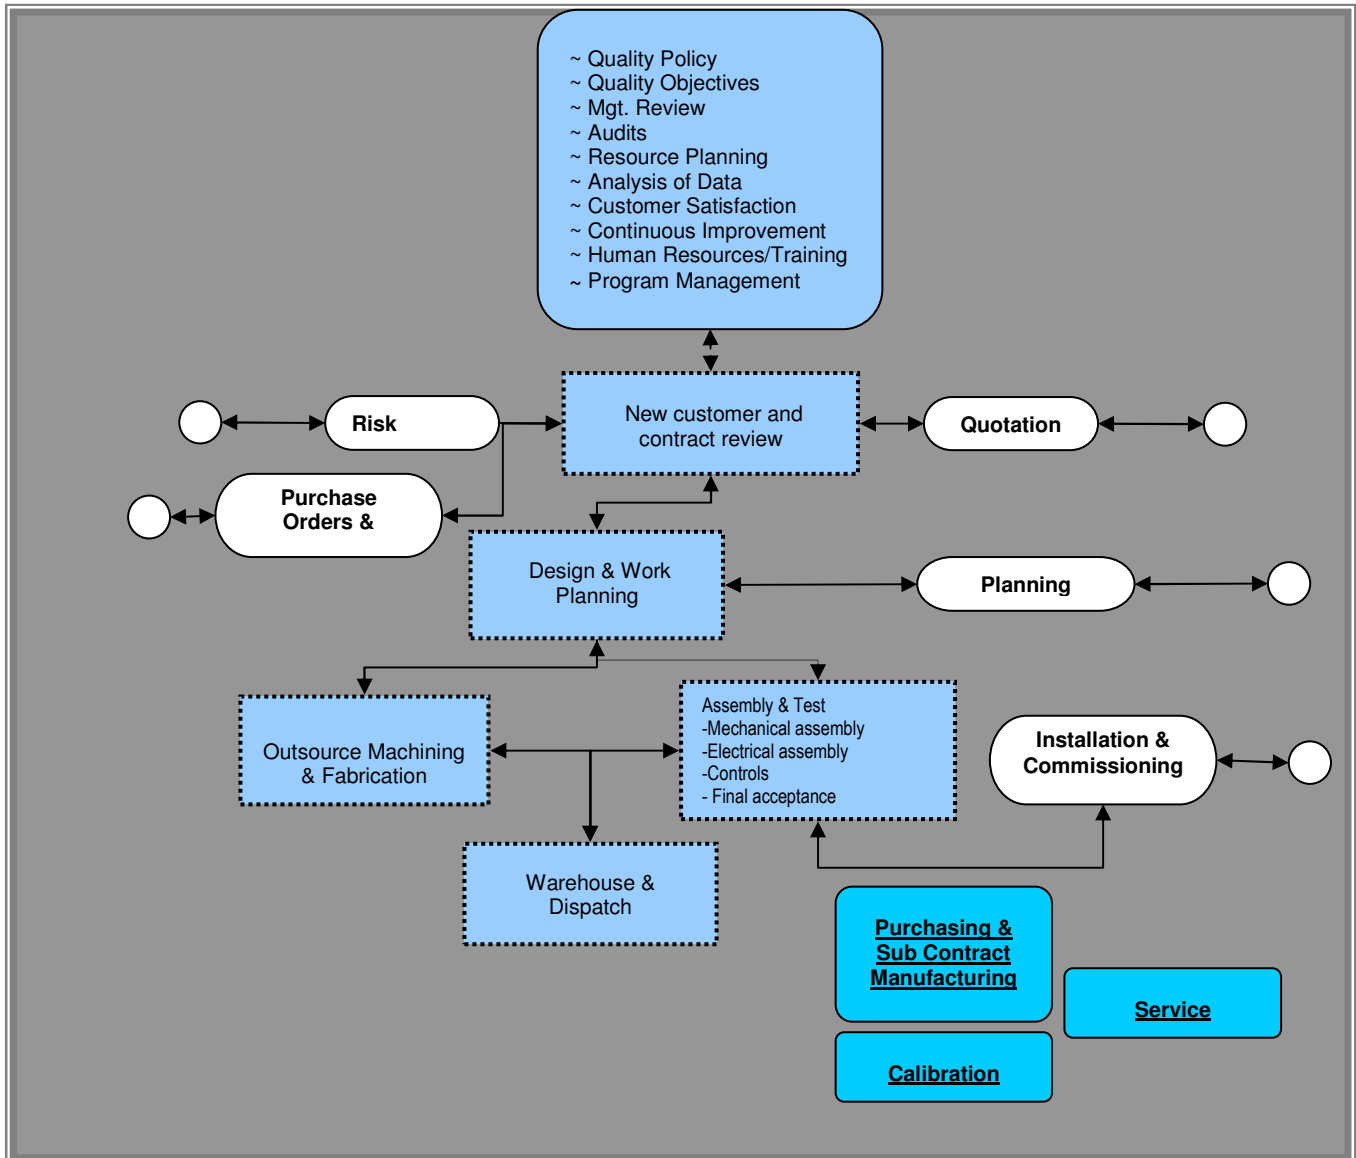 ~ Quality Policy
~ Quality Objectives
~ Mgt. Review
~ Audits
~ Resource Planning
~ Analysis of Data
~ Customer Satisfaction
~ Continuous Improvement
~ Human Resources/Training
~ Program Management
New customer and
contract review
Risk
Quotation
Purchase
Orders &
Design & Work
Planning
Planning
Outsource Machining
& Fabrication
Assembly & Test
-Mechanical assembly
-Electrical assembly
-Controls
- Final acceptance
Installation &
Commissioning
Warehouse &
Dispatch
Purchasing &
Sub Contract
Manufacturing
Service
Calibration